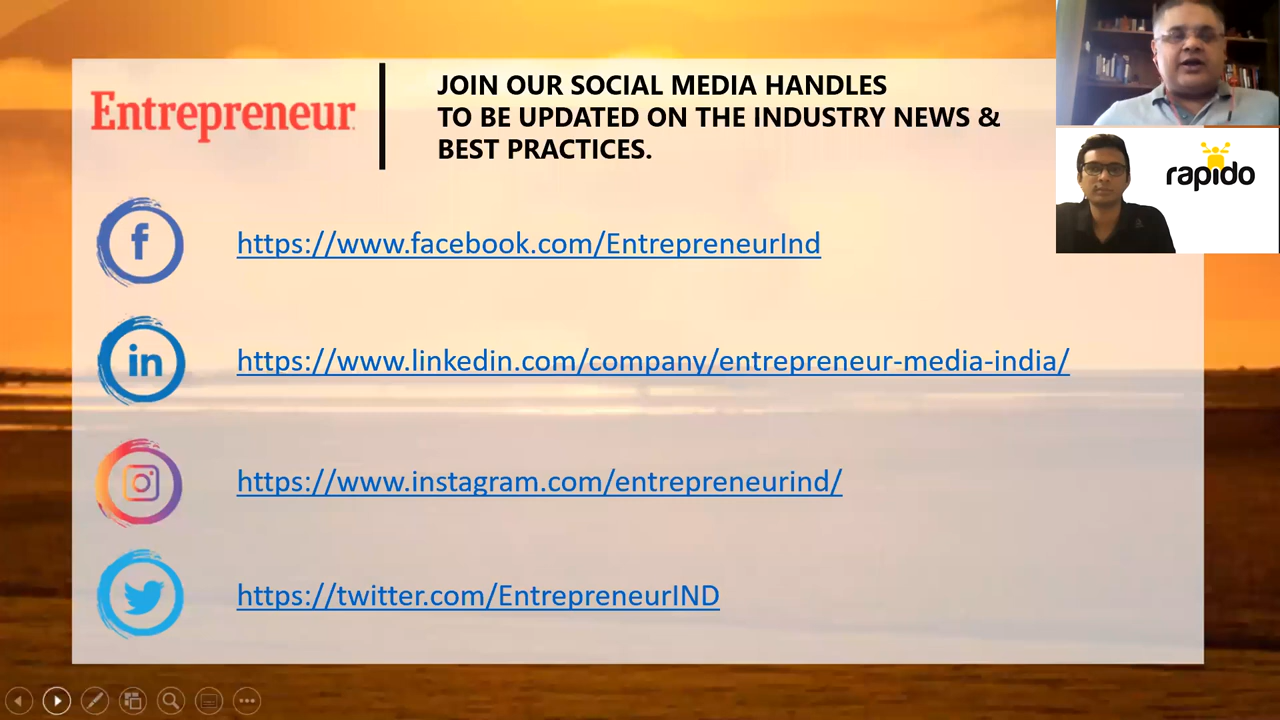 Entrepreneur
JOIN OUR SOCIAL MEDIA HANDLES
TO BE UPDATED ON THE INDUSTRY NEWS &
BEST PRACTICES.
rapido
f
https://www.facebook.com/EntrepreneurInd
in
https://www.linkedin.com/company/entrepreneur-media-india/
https://www.instagram.com/entrepreneurind/
https://twitter.com/EntrepreneurIND